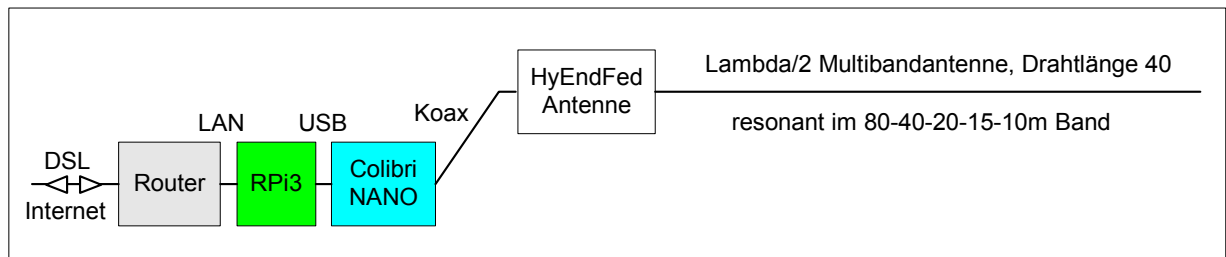 HyEndFed
Antenne
Lambda/2 Multibandantenne, Drahtlänge 40
resonant im 80-40-20-15-10m Band
Koax
LAN
USB
DSL
Internet
Router
RPi3
Colibri
NANO